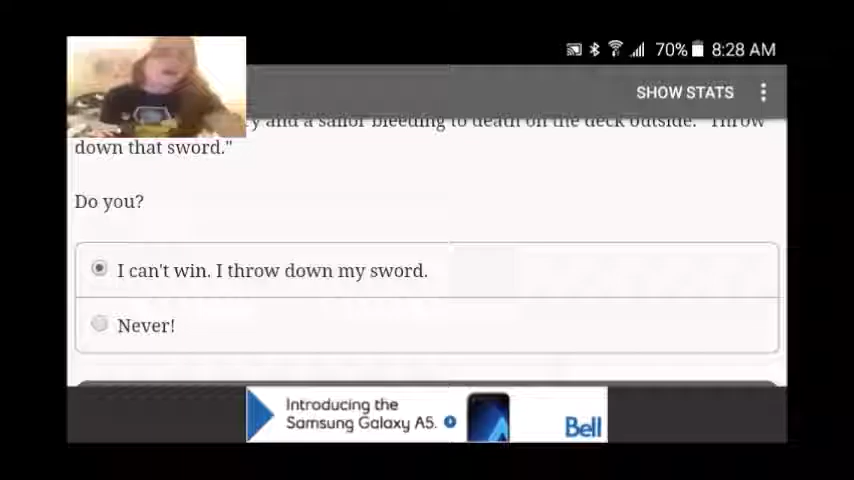 70% 8:28 AM
SHOW STATS
and a sailor bleeding to death on the deck outside. "Throw
down that sword."
Do you?
I can't win. I throw down my sword.
Never!
Introducing the
Samsung Galaxy A5.
Bell